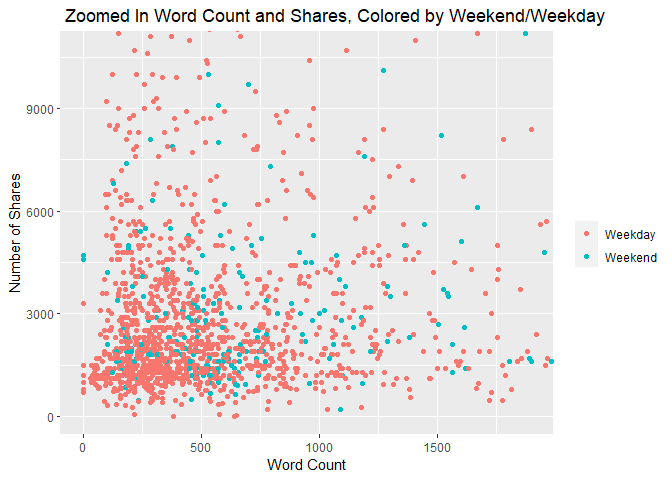 Zoomed In Word Count and Shares, Colored by Weekend/Weekday
9000
6000
3000
0
Number of Shares
Weekday
Weekend
0 500 1000 1500
Word Count